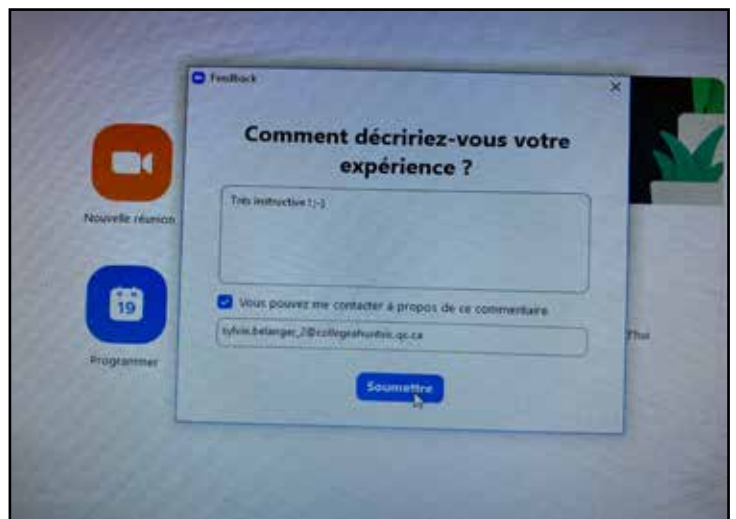 Feedback
Comment décririez-vous votre
expérience ?
Très instructive ! ;-)
Nouvelle réunion
Vous pouvez me contacter à propos de ce commentaire
19
Programmer
Soumettre